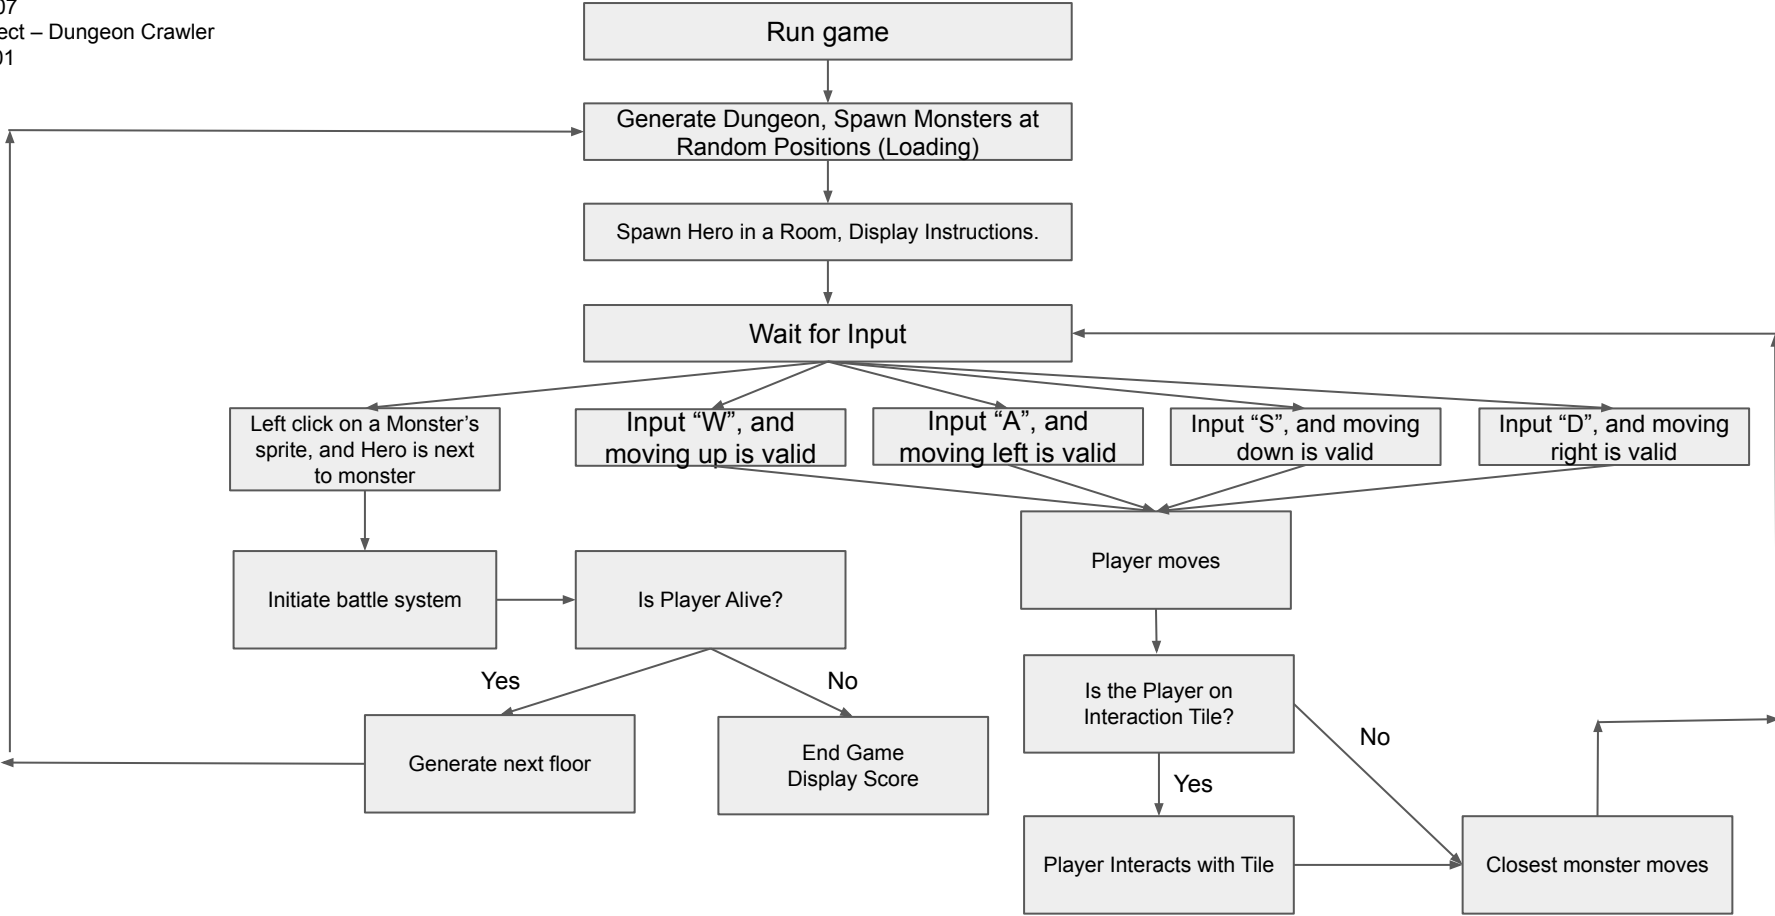 07
ect – Dungeon Crawler
01
Run game
Generate Dungeon, Spawn Monsters at
Random Positions (Loading)
Spawn Hero in a Room, Display Instructions.
Wait for Input
Left click on a Monster’s
sprite, and Hero is next
to monster
Input “W”, and
moving up is valid
Input “A”, and
moving left is valid
Input “S”, and moving
down is valid
Input “D”, and moving
right is valid
Initiate battle system
Is Player Alive?
Player moves
Yes
No
Generate next floor
End Game
Display Score
Is the Player on
Interaction Tile?
No
Yes
Player Interacts with Tile
Closest monster moves